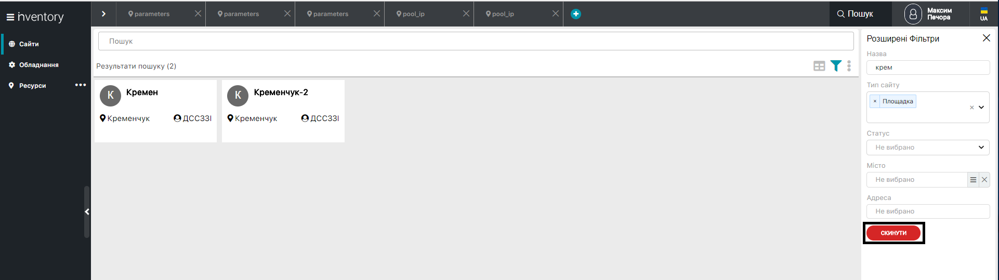 inventory
parameters
parameters
parameters
pool_ip
pool_ip
Пошук
Максим
Печора
UA
Сайти
Обладнання
Ресурси
Пошук
Результати пошуку (2)
К
Кремен
Кременчук
ДССЗЗІ
К
Кременчук-2
Кременчук
ДССЗЗІ
Розширені Фільтри
Назва
крем
Тип сайту
× Площадка
Статус
Не вибрано
Місто
Не вибрано
Адреса
Не вибрано
СКИНУТИ